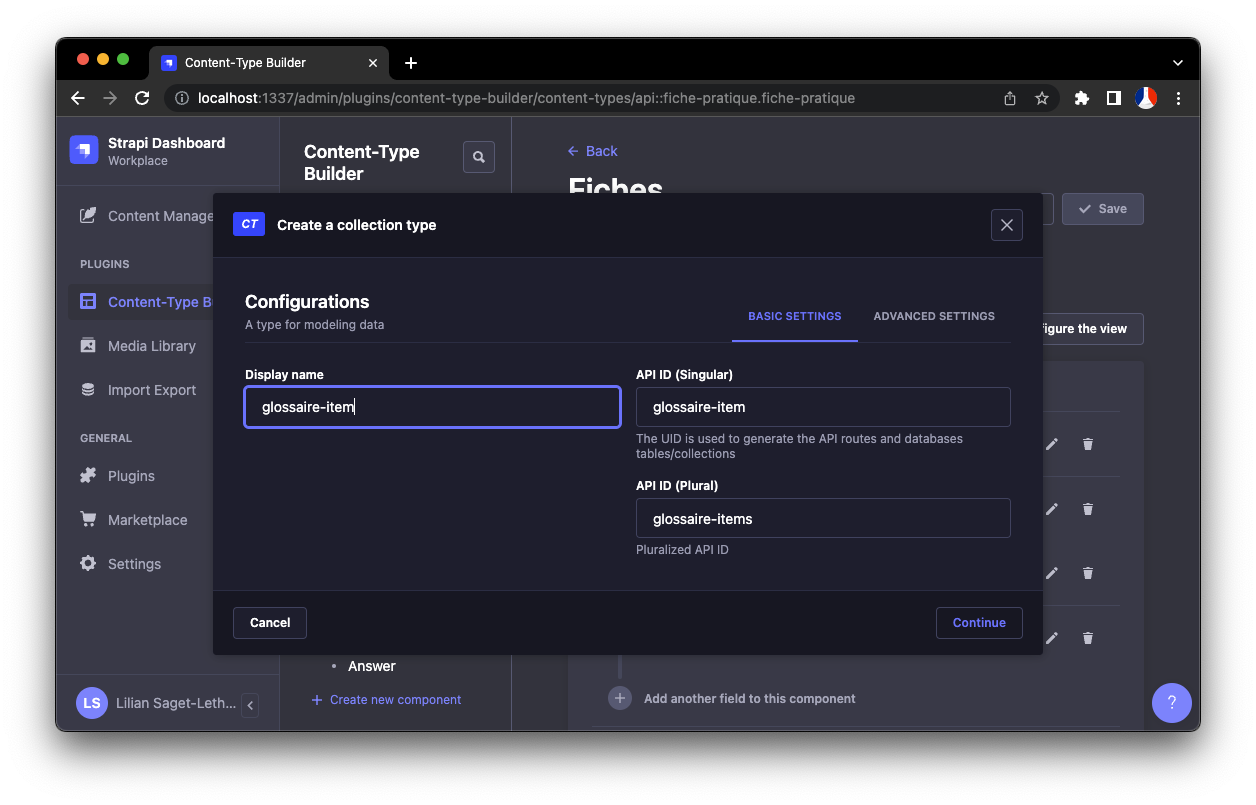 Content-Type Builder
localhost:1337/admin/plugins/content-type-builder/content-types/api::fiche-pratique.fiche-pratique
Strapi Dashboard
Workplace
Content Manage
PLUGINS
Content-Type B
Media Library
Import Export
GENERAL
Plugins
Marketplace
Settings
LS
Lilian Saget-Leth...
Content-Type
Builder
Back
Fiches
Save
igure the view
CT
Create a collection type
Configurations
A type for modeling data
BASIC SETTINGS
ADVANCED SETTINGS
Display name
glossaire-item
API ID (Singular)
glossaire-item
The UID is used to generate the API routes and databases
tables/collections
API ID (Plural)
glossaire-items
Pluralized API ID
Cancel
Continue
Answer
Create new component
Add another field to this component
?